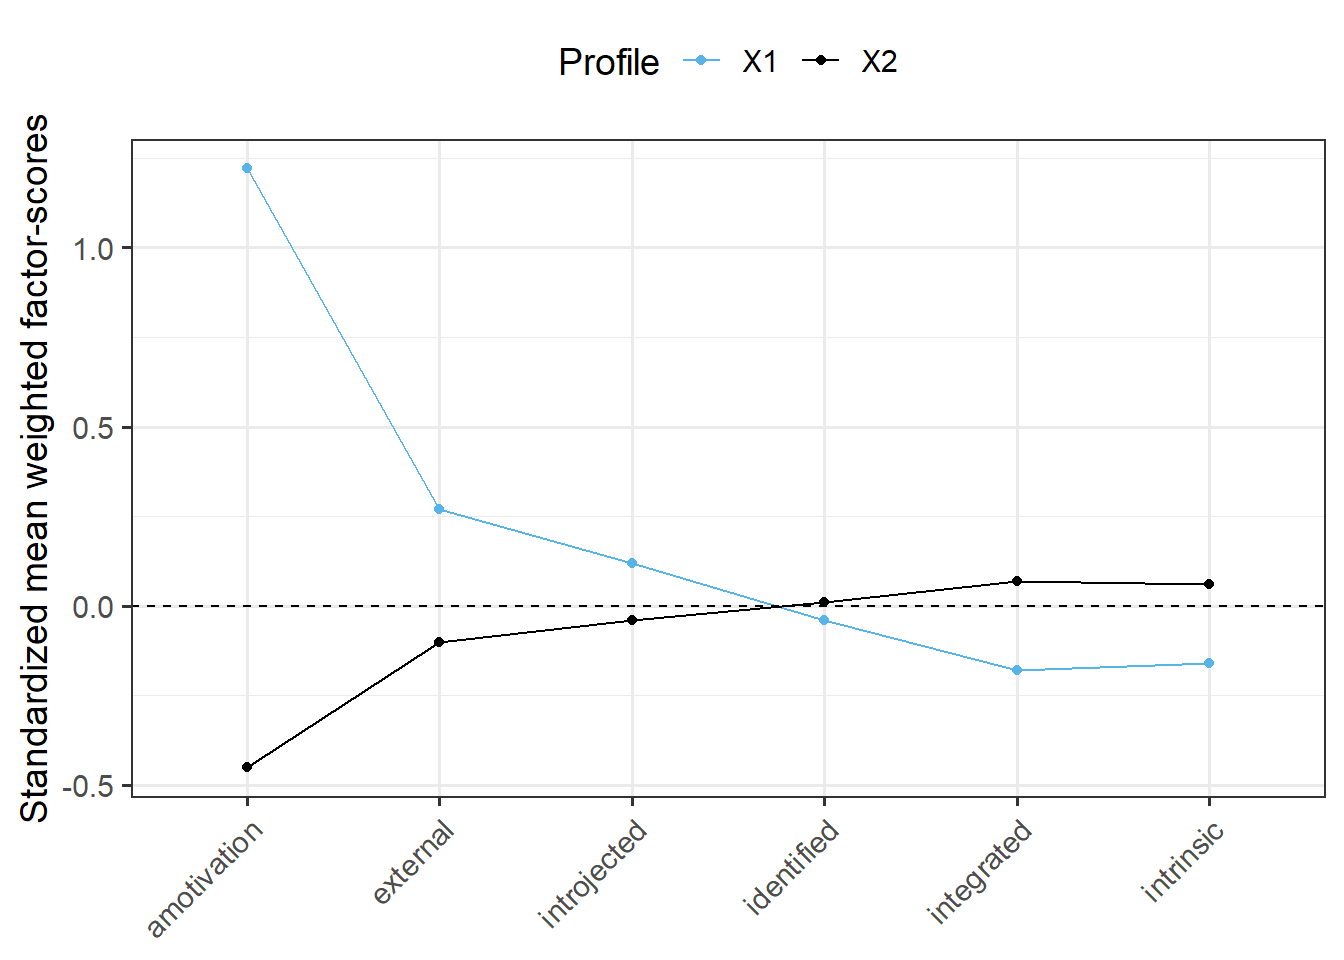 Profile X1 X2
Standardized mean weighted factor-scores
1.0
0.5
0.0
-0.5
amotivation
external
introjected
identified
integrated
intrinsic